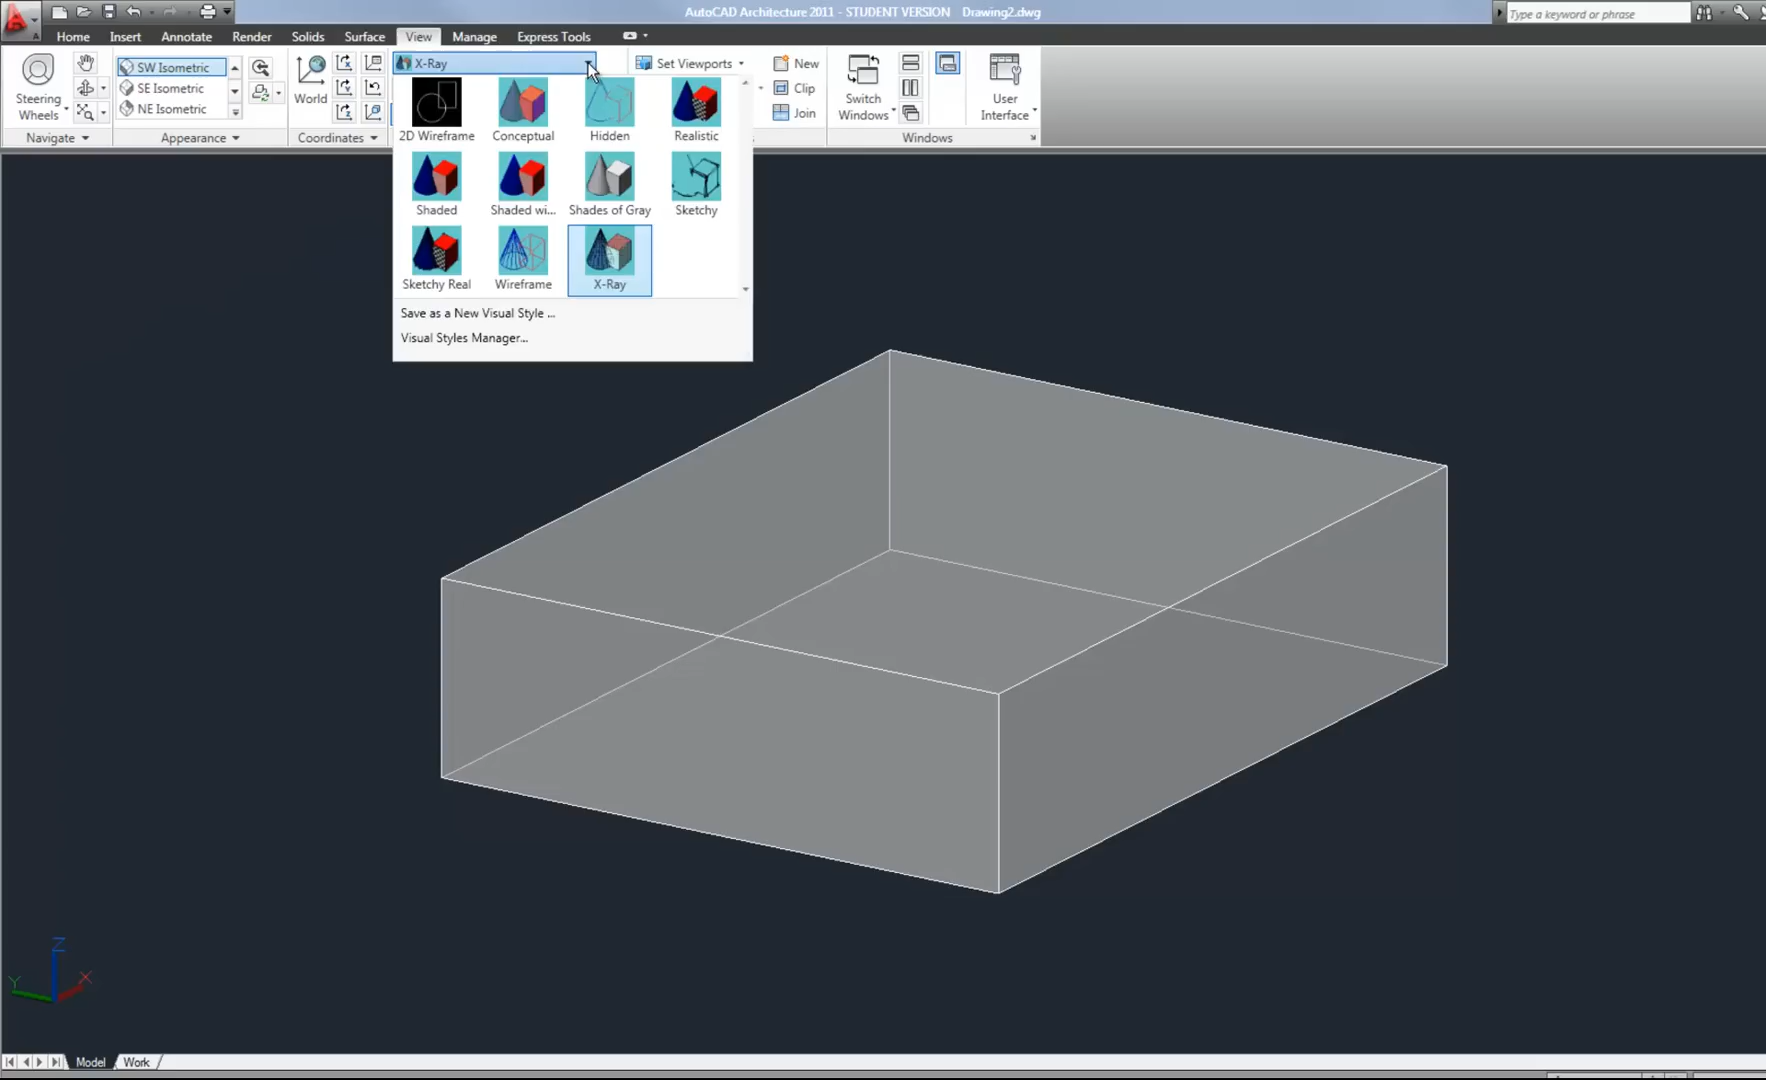 AutoCAD Architecture 2011 - STUDENT VERSION Drawing2.dwg
Type a keyword or phrase
Home Insert Annotate Render Solids Surface View Manage Express Tools
SW Isometric
SE Isometric
NE Isometric
Steering
Wheels
World
X-Ray
Set Viewports
New
Clip
Join
Switch
Windows
User
Interface
Navigate Appearance Coordinates Windows
2D Wireframe Conceptual Hidden Realistic
Shaded Shaded wi... Shades of Gray Sketchy
Sketchy Real Wireframe X-Ray
Save as a New Visual Style ...
Visual Styles Manager...
Z
Y X
Model Work